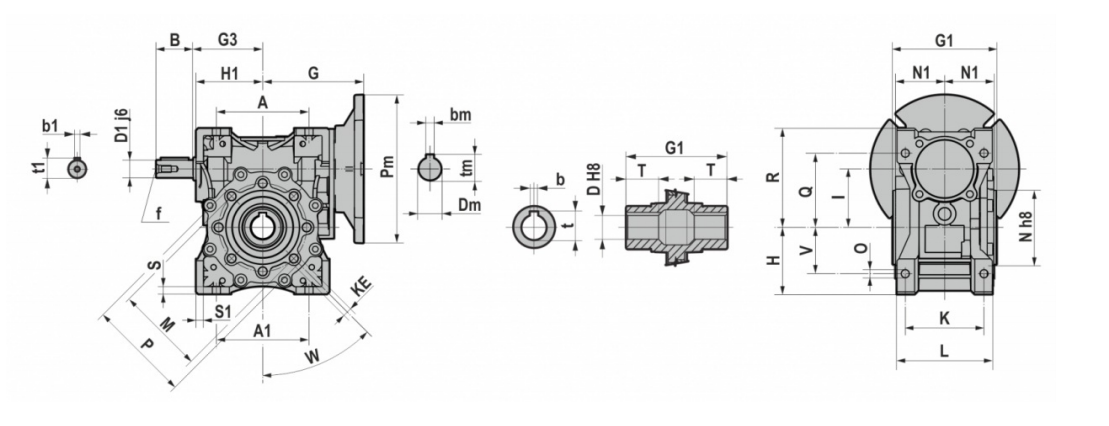 B G3
H1 G
A
b1
D1 j6
t1
f
bm
tm
Dm
Pm
S
S1
M
P
A1
W
KE
G1
T T
D H8
b
t
G1
N1 N1
R
Q
I
H
V
O
N h8
K
L